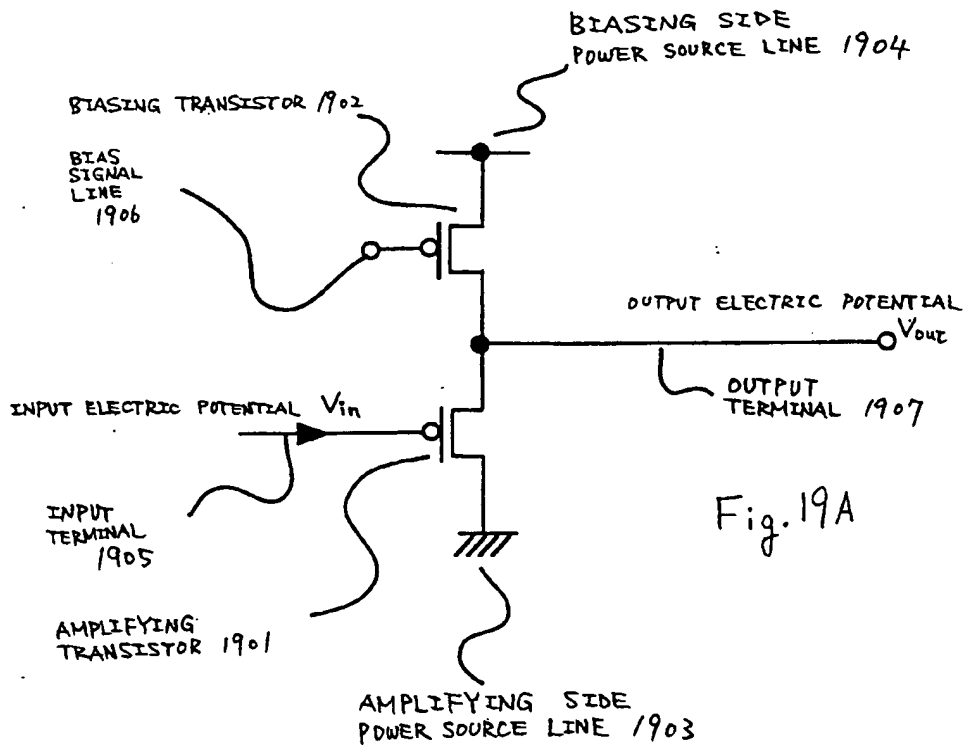 BIASING SIDE
POWER SOURCE LINE 1904
BIASING TRANSISTOR 1902
BIAS
SIGNAL
LINE
1906
OUTPUT ELECTRIC POTENTIAL
Vout
INPUT ELECTRIC POTENTIAL Vin
OUTPUT
TERMINAL 1907
INPUT
TERMINAL
1905
Fig. 19A
AMPLIFYING
TRANSISTOR 1901
AMPLIFYING SIDE
POWER SOURCE LINE 1903